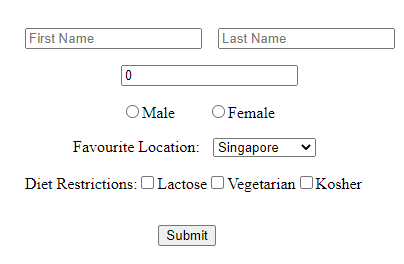 First Name Last Name
0
Male Female
Favourite Location: Singapore
Diet Restrictions: Lactose Vegetarian Kosher
Submit